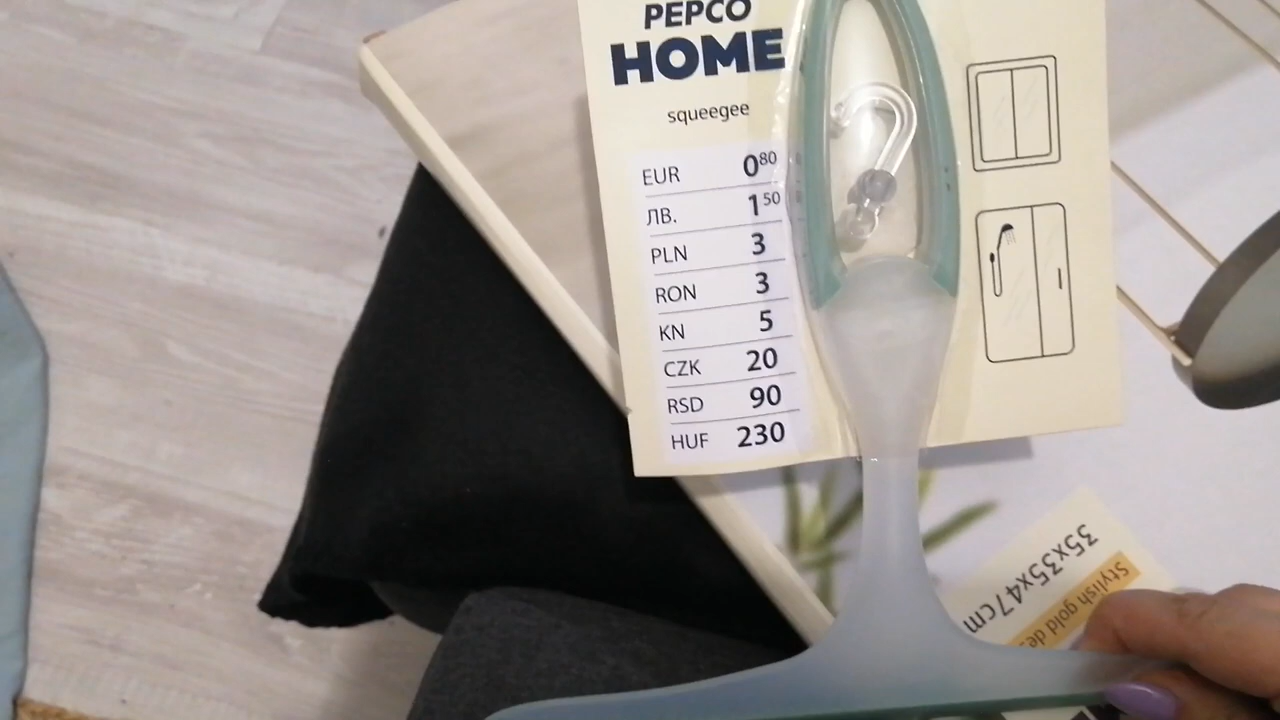 PEPCO
HOME
squeegee
EUR 0⁸⁰
ЛВ. 1⁵⁰
PLN 3
RON 3
KN 5
CZK 20
RSD 90
HUF 230
35x35x47cm
Stylish gold